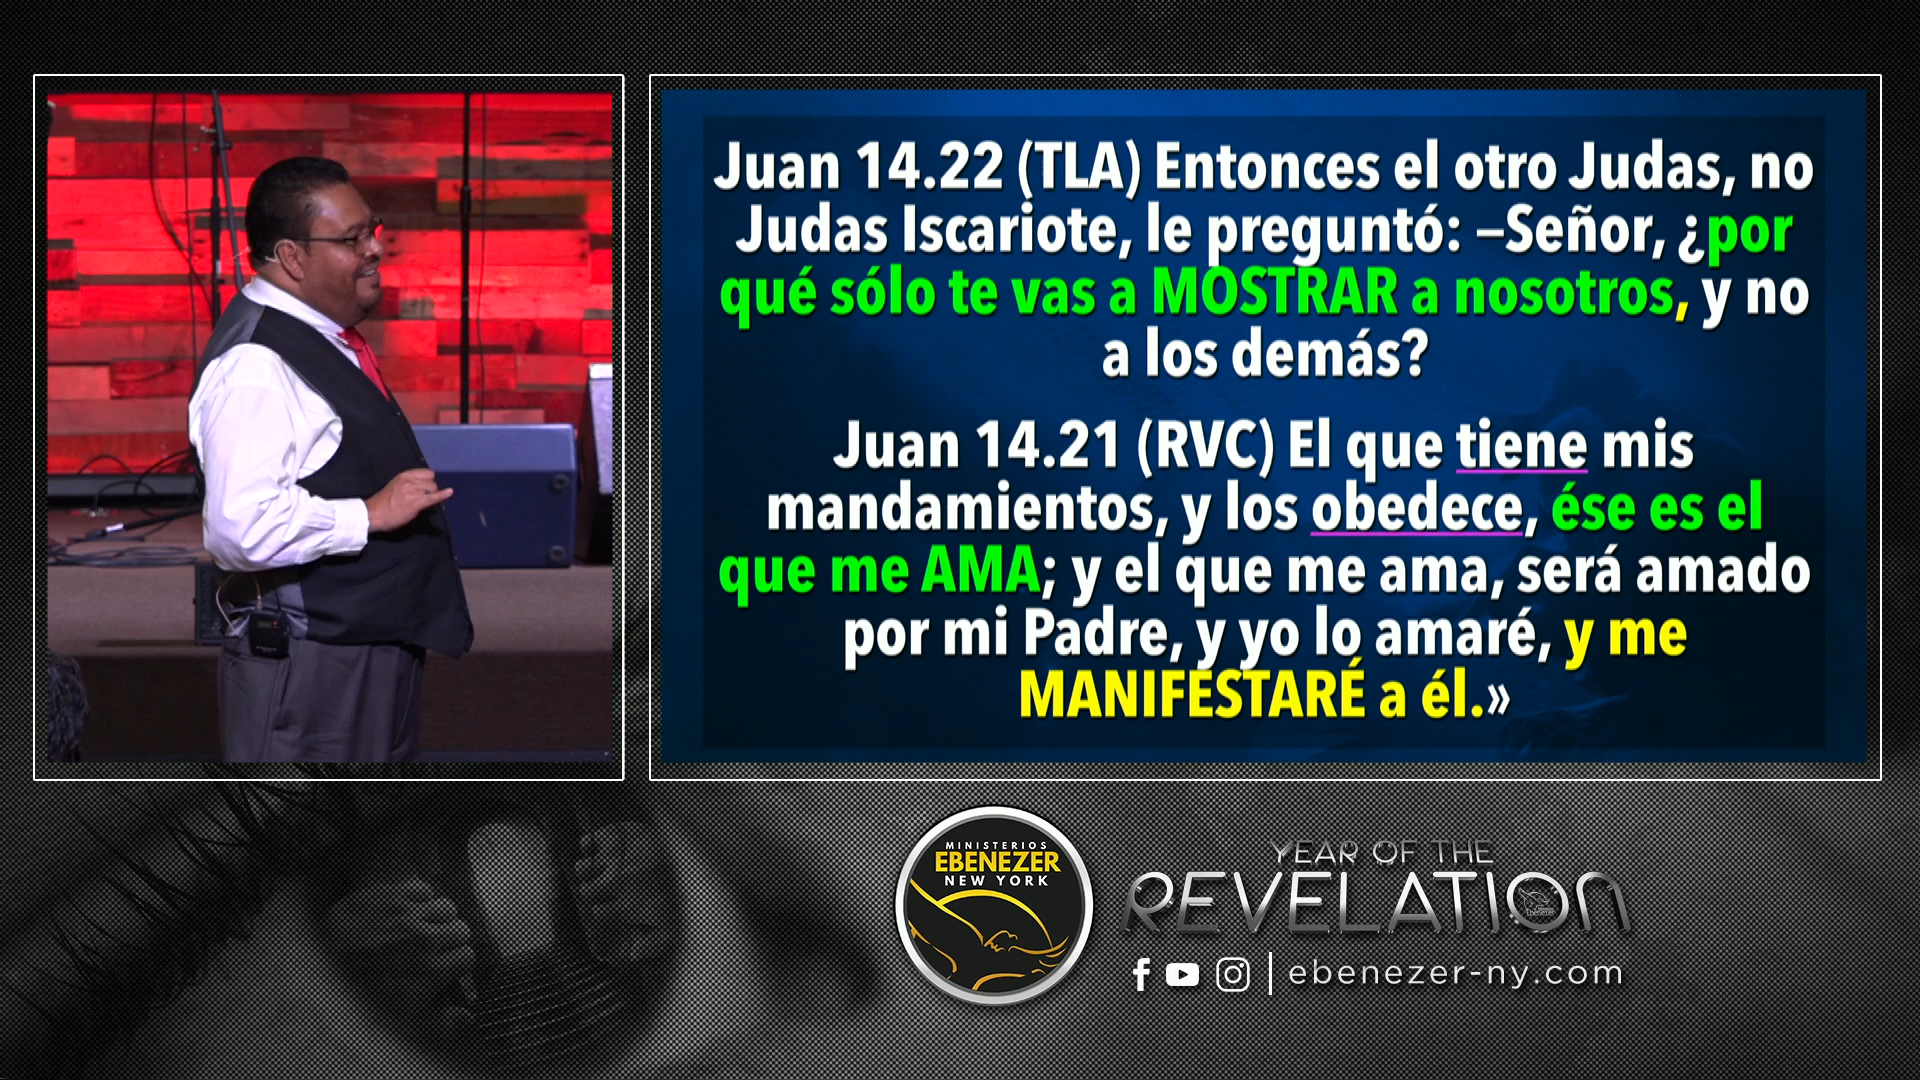 Juan 14.22 (TLA) Entonces el otro Judas, no
Judas Iscariote, le preguntó: –Señor, ¿por
qué sólo te vas a MOSTRAR a nosotros, y no
a los demás?
Juan 14.21 (RVC) El que tiene mis
mandamientos, y los obedece, ése es el
que me AMA; y el que me ama, será amado
por mi Padre, y yo lo amaré, y me
MANIFESTARÉ a él.»
MINISTERIOS
EBENEZER
NEW YORK
YEAR OF THE
REVELATION
ebenezer-ny.com